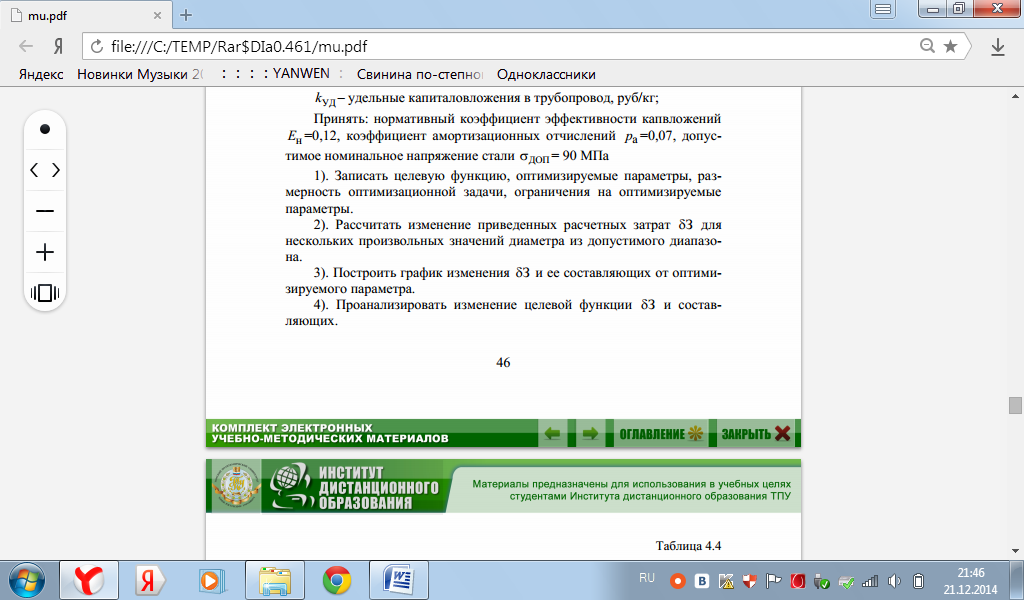 mu.pdf
file:///C:/TEMP/Rar$DIa0.461/mu.pdf
Яндекс Новинки Музыки 2 : : : : YANWEN : Свинина по-степно Одноклассники
kУД – удельные капиталовложения в трубопровод, руб/кг;
Принять: нормативный коэффициент эффективности капвложений
Eн =0,12, коэффициент амортизационных отчислений pа =0,07, допус-
тимое номинальное напряжение стали σДОП = 90 МПа
1). Записать целевую функцию, оптимизируемые параметры, раз-
мерность оптимизационной задачи, ограничения на оптимизируемые
параметры.
2). Рассчитать изменение приведенных расчетных затрат δЗ для
нескольких произвольных значений диаметра из допустимого диапазо-
на.
3). Построить график изменения δЗ и ее составляющих от оптими-
зируемого параметра.
4). Проанализировать изменение целевой функции δЗ и состав-
ляющих.
46
КОМПЛЕКТ ЭЛЕКТРОННЫХ
УЧЕБНО-МЕТОДИЧЕСКИХ МАТЕРИАЛОВ
ОГЛАВЛЕНИЕ
ЗАКРЫТЬ
ИНСТИТУТ
ДИСТАНЦИОННОГО
ОБРАЗОВАНИЯ
Материалы предназначены для использования в учебных целях
студентами Института дистанционного образования ТПУ
Таблица 4.4
RU
21:46
21.12.2014